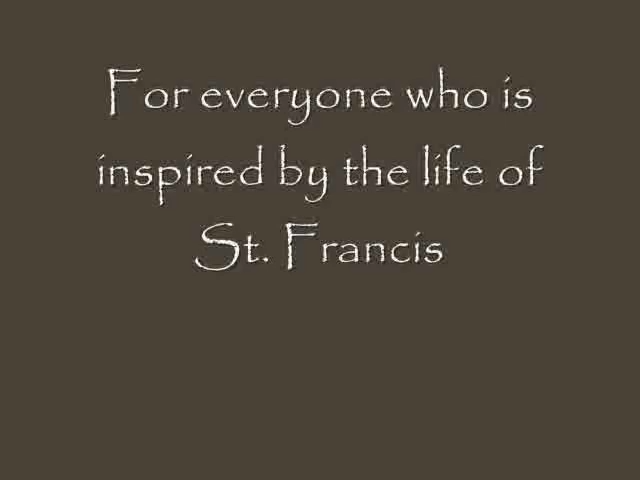 For everyone who is
inspired by the life of
St. Francis